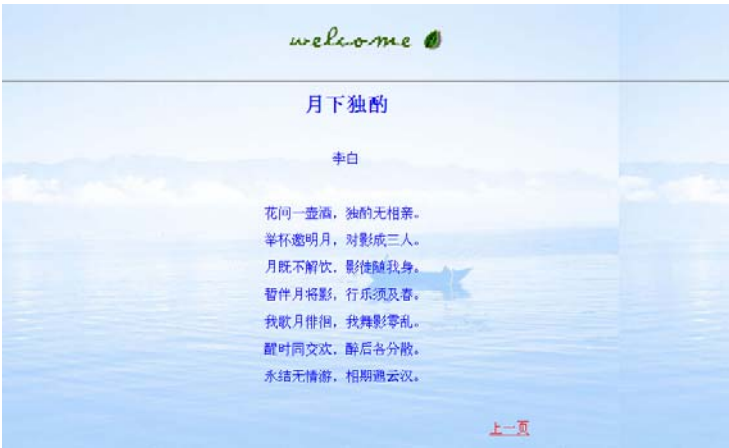 welcome
月下独酌
李白
花间一壶酒，独酌无相亲。
举杯邀明月，对影成三人。
月既不解饮，影徒随我身。
暂伴月将影，行乐须及春。
我歌月徘徊，我舞影零乱。
醒时同交欢，醉后各分散。
永结无情游，相期邈云汉。
上一页